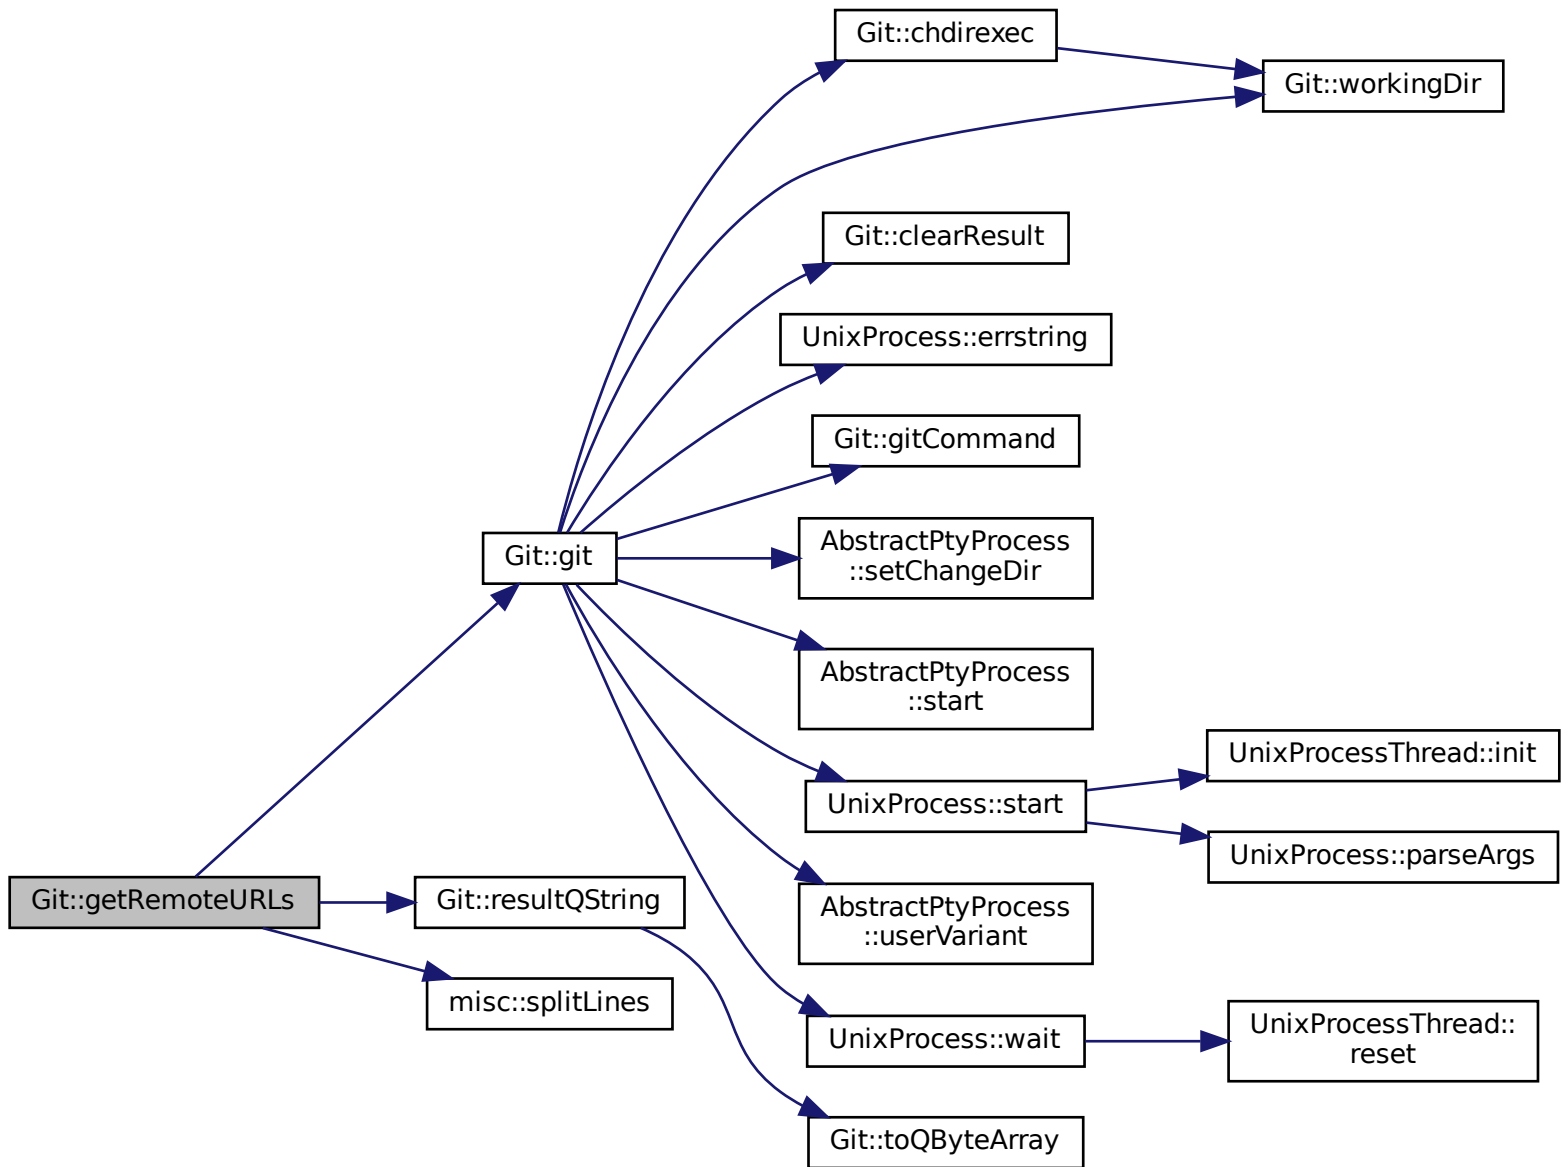 Git::chdirexec
Git::workingDir
Git::clearResult
UnixProcess::errstring
Git::gitCommand
Git::git
AbstractPtyProcess
::setChangeDir
AbstractPtyProcess
::start
UnixProcessThread::init
UnixProcess::start
UnixProcess::parseArgs
Git::getRemoteURLs
Git::resultQString
AbstractPtyProcess
::userVariant
misc::splitLines
UnixProcess::wait
UnixProcessThread::
reset
Git::toQByteArray